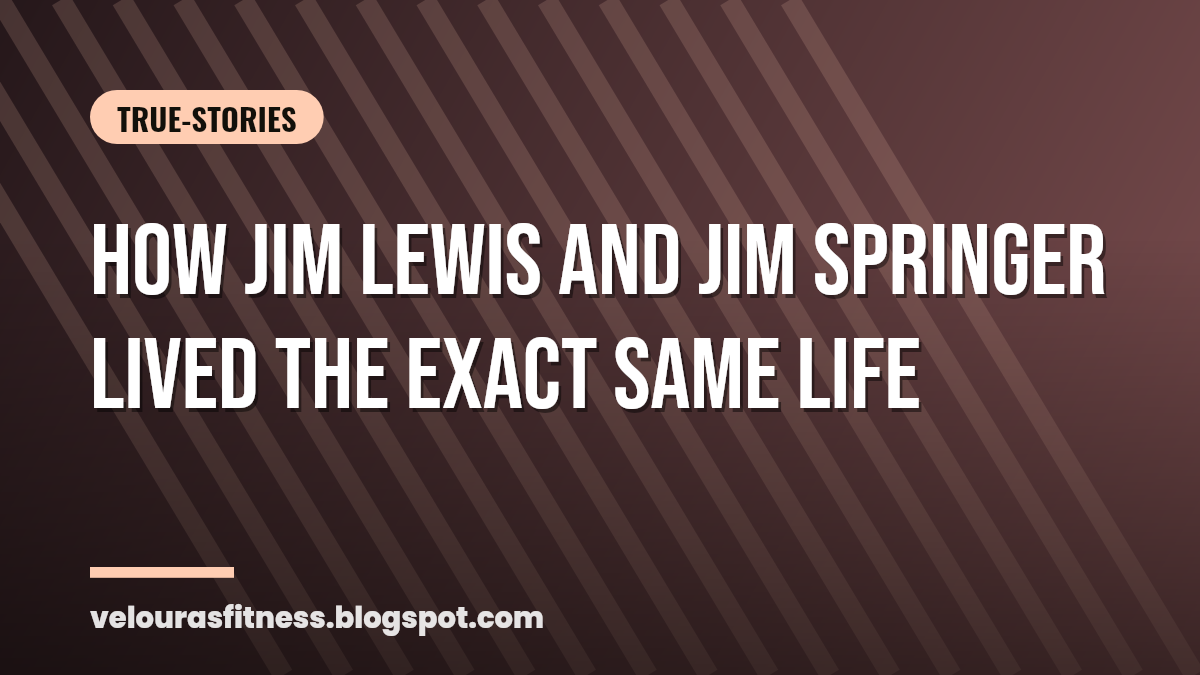 TRUE-STORIES
HOW JIM LEWIS AND JIM SPRINGER
LIVED THE EXACT SAME LIFE
velourasfitness.blogspot.com